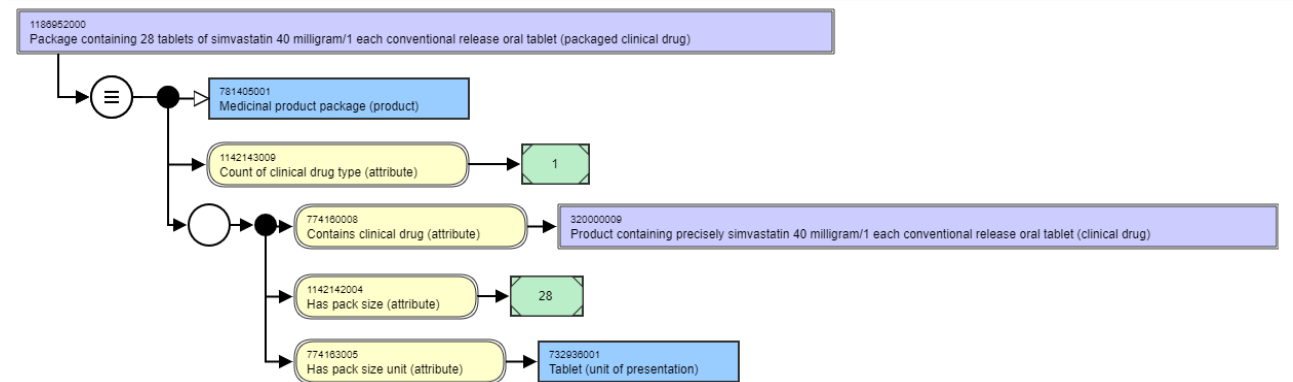 1186952000
Package containing 28 tablets of simvastatin 40 milligram/1 each conventional release oral tablet (packaged clinical drug)
781405001
Medicinal product package (product)
1142143009
Count of clinical drug type (attribute)
1
774160008
Contains clinical drug (attribute)
320000009
Product containing precisely simvastatin 40 milligram/1 each conventional release oral tablet (clinical drug)
1142142004
Has pack size (attribute)
28
774163005
Has pack size unit (attribute)
732936001
Tablet (unit of presentation)